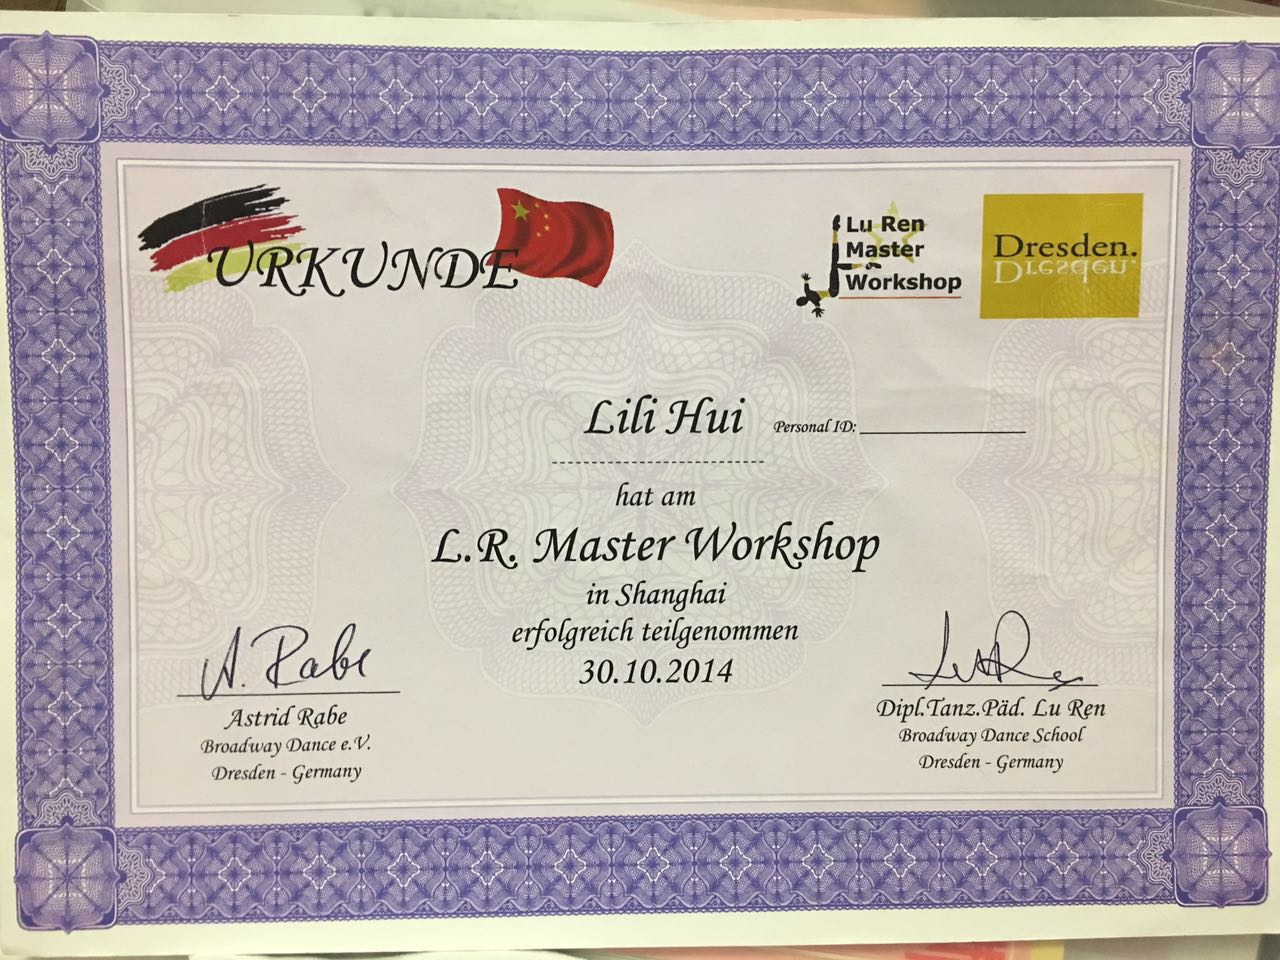 URKUNDE
Lu Ren
Master
Workshop
Dresden.
Dresden
Lili Hui
Personal ID:
hat am
L.R. Master Workshop
in Shanghai
erfolgreich teilgenommen
30.10.2014
A. Rabe
Astrid Rabe
Broadway Dance e.V.
Dresden - Germany
Dipl.Tanz.Päd. Lu Ren
Broadway Dance School
Dresden - Germany